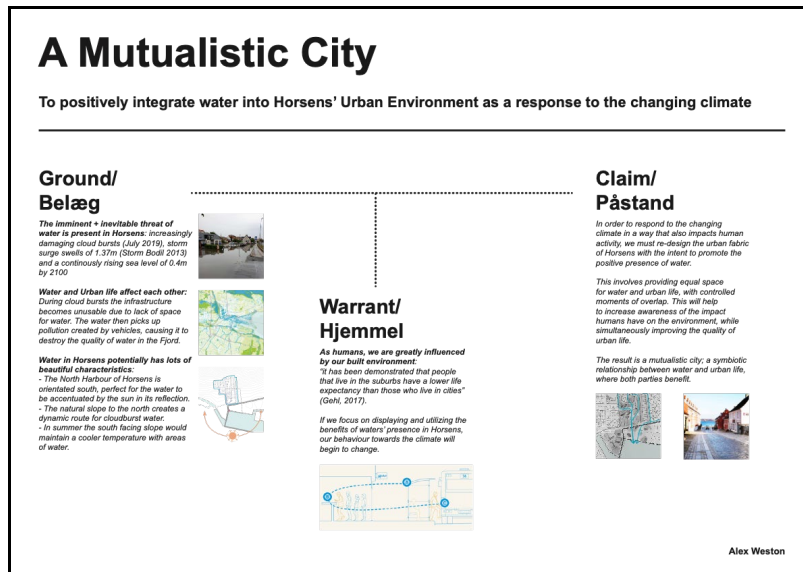 A Mutualistic City
To positively integrate water into Horsens' Urban Environment as a response to the changing climate
Ground/
Belæg
The imminent + inevitable threat of
water is present in Horsens: increasingly
damaging cloud bursts (July 2019), storm
surge swells of 1.37m (Storm Bodil 2013)
and a continously rising sea level of 0.4m
by 2100
Water and Urban life affect each other:
During cloud bursts the infrastructure
becomes unusable due to lack of space
for water. The water then picks up
pollution created by vehicles, causing it to
destroy the quality of water in the Fjord.
Water in Horsens potentially has lots of
beautiful characteristics:
- The North Harbour of Horsens is
orientated south, perfect for the water to
be accentuated by the sun in its reflection.
- The natural slope to the north creates a
dynamic route for cloudburst water.
- In summer the south facing slope would
maintain a cooler temperature with areas
of water.
Warrant/
Hjemmel
As humans, we are greatly influenced
by our built environment:
"it has been demonstrated that people
that live in the suburbs have a lower life
expectancy than those who live in cities"
(Gehl, 2017).
If we focus on displaying and utilizing the
benefits of waters' presence in Horsens,
our behaviour towards the climate will
begin to change.
Claim/
Påstand
In order to respond to the changing
climate in a way that also impacts human
activity, we must re-design the urban fabric
of Horsens with the intent to promote the
positive presence of water.
This involves providing equal space
for water and urban life, with controlled
moments of overlap. This will help
to increase awareness of the impact
humans have on the environment, while
simultaneously improving the quality of
urban life.
The result is a mutualistic city; a symbiotic
relationship between water and urban life,
where both parties benefit.
Alex Weston